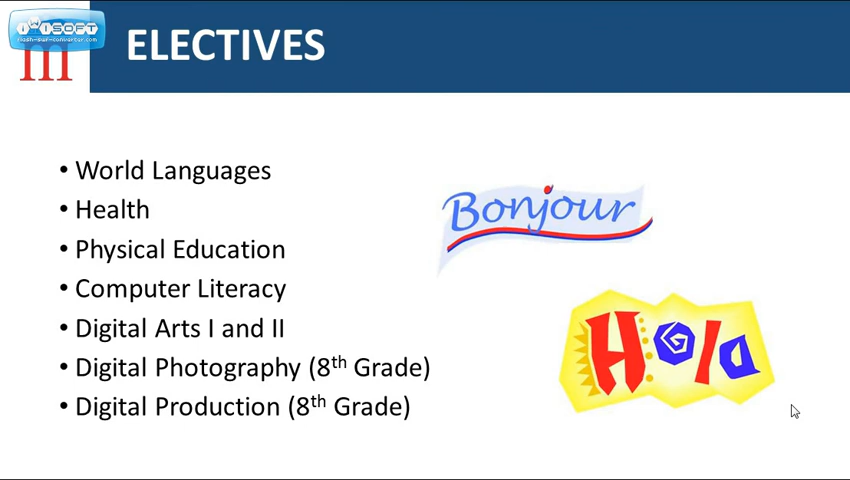 iWiSOFT
flash-swf-converter.com
m
ELECTIVES
• World Languages
• Health
• Physical Education
• Computer Literacy
• Digital Arts I and II
• Digital Photography (8th Grade)
• Digital Production (8th Grade)
Bonjour
Hola